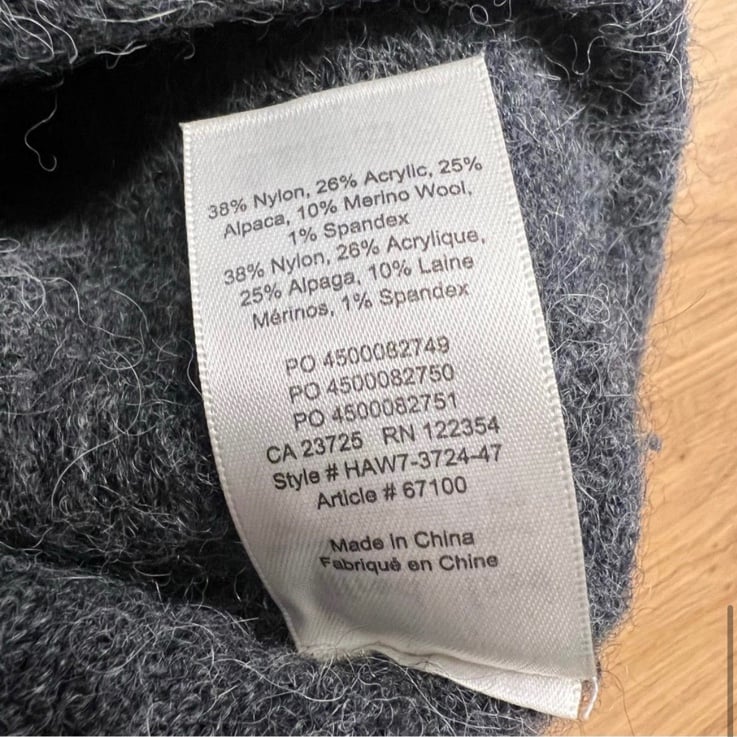 38% Nylon, 26% Acrylic, 25%
Alpaca, 10% Merino Wool,
1% Spandex
38% Nylon, 26% Acrylique,
25% Alpaga, 10% Laine
Mérinos, 1% Spandex
PO 4500082749
PO 4500082750
PO 4500082751
CA 23725 RN 122354
Style # HAW7-3724-47
Article # 67100
Made in China
Fabriqué en Chine